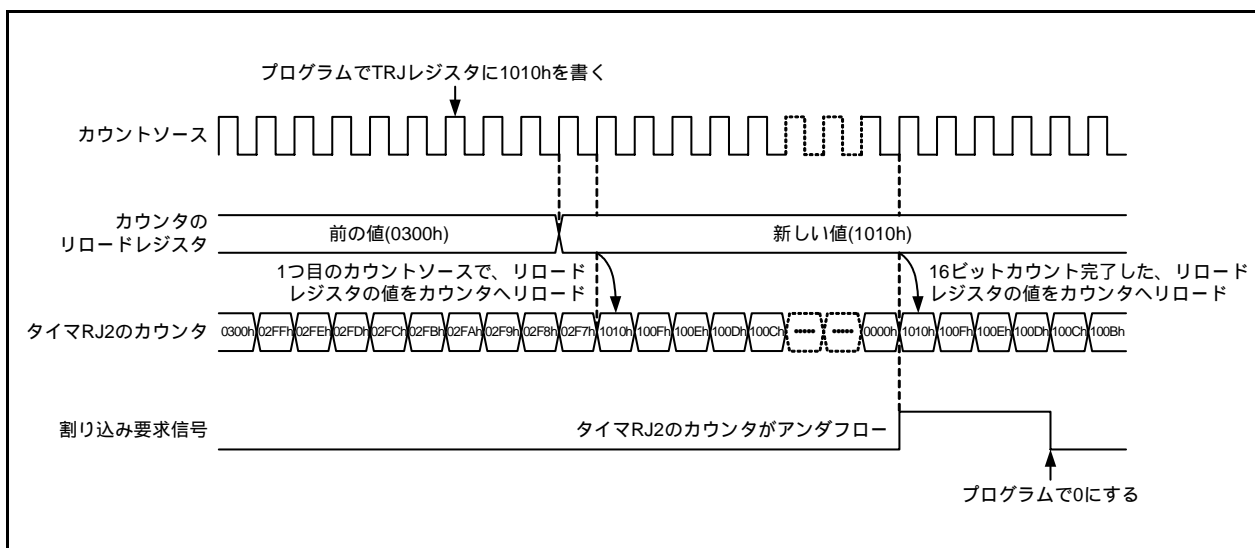 プログラムでTRJレジスタに1010hを書く
カウントソース
カウンタの
リロードレジスタ
前の値(0300h)
新しい値(1010h)
1つ目のカウントソースで、リロード
レジスタの値をカウンタへリロード
16ビットカウント完了した、リロード
レジスタの値をカウンタへリロード
タイマRJ2のカウンタ
0300h 02FFh 02FEh 02FDh 02FCh 02FBh 02FAh 02F9h 02F8h 02F7h 1010h 100Fh 100Eh 100Dh 100Ch 0000h 1010h 100Fh 100Eh 100Dh 100Ch 100Bh
割り込み要求信号
タイマRJ2のカウンタがアンダフロー
プログラムで0にする